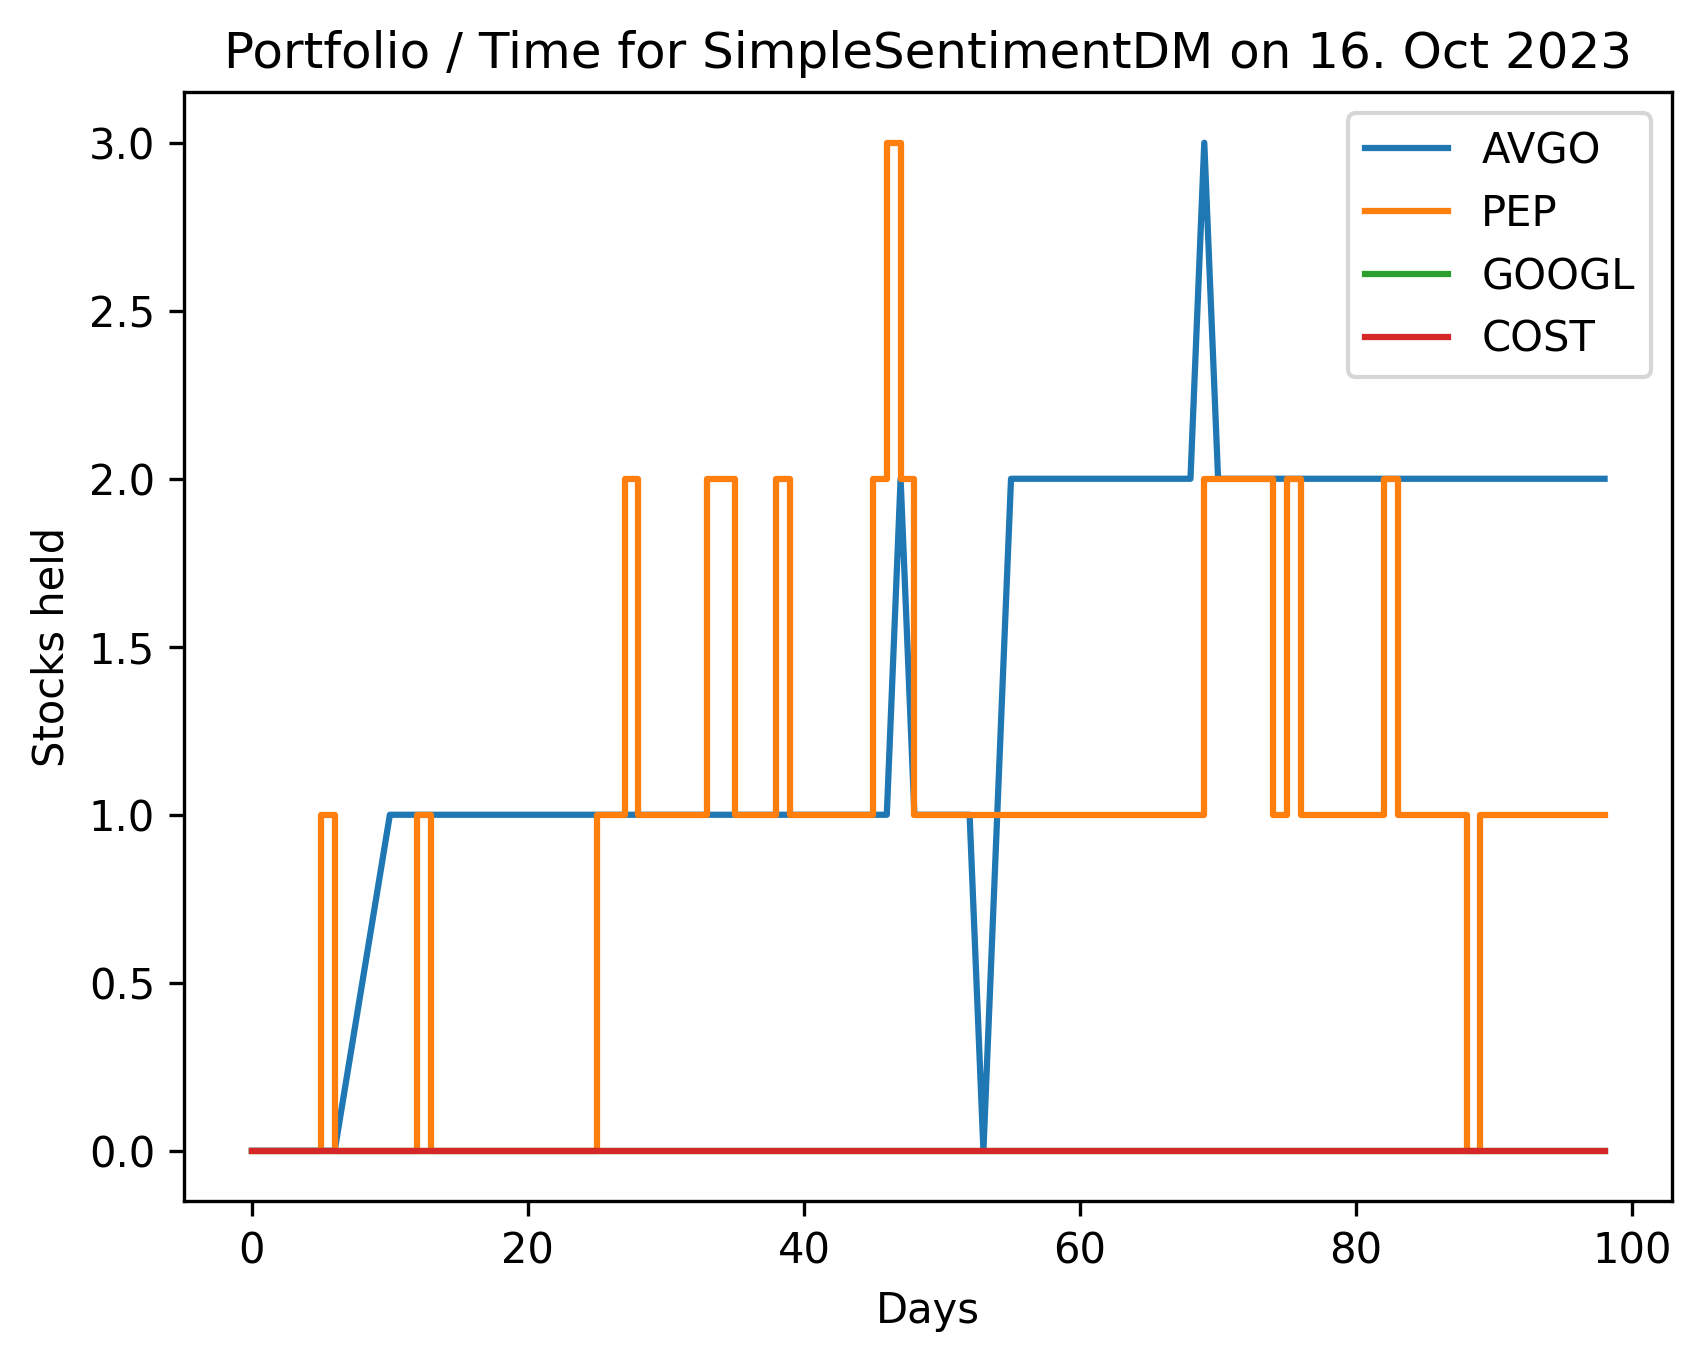 Portfolio / Time for SimpleSentimentDM on 16. Oct 2023
AVGO
PEP
GOOGL
COST
3.0
2.5
2.0
1.5
1.0
0.5
0.0
Stocks held
0 20 40 60 80 100
Days